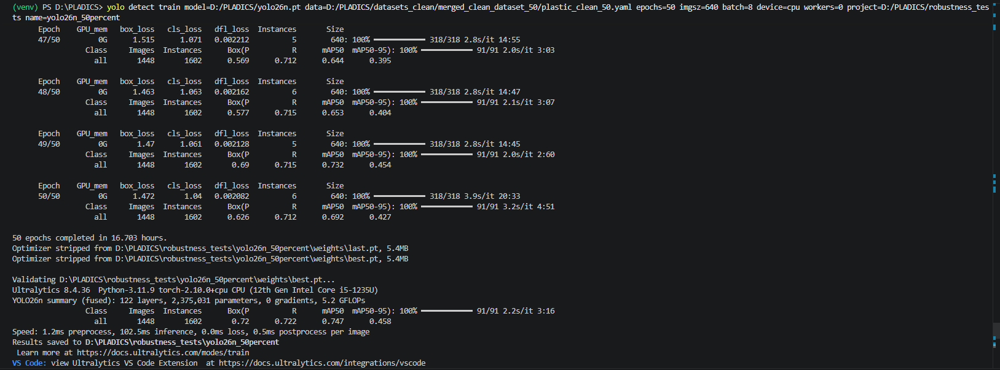 (venv) PS D:\PLADICS> yolo detect train model=D:/PLADICS/yolo26n.pt data=D:/PLADICS/datasets_clean/merged_clean_dataset_50/plastic_clean_50.yaml epochs=50 imgsz=640 batch=8 device=cpu workers=0 project=D:/PLADICS/robustness_tes
ts name=yolo26n_50percent
Epoch GPU_mem box_loss cls_loss dfl_loss Instances Size
47/50 0G 1.515 1.071 0.002212 5 640: 100% 318/318 2.8s/it 14:55
Class Images Instances Box(P R mAP50 mAP50-95): 100% 91/91 2.0s/it 3:03
all 1448 1602 0.569 0.712 0.644 0.395
Epoch GPU_mem box_loss cls_loss dfl_loss Instances Size
48/50 0G 1.463 1.063 0.002162 6 640: 100% 318/318 2.8s/it 14:47
Class Images Instances Box(P R mAP50 mAP50-95): 100% 91/91 2.1s/it 3:07
all 1448 1602 0.577 0.715 0.653 0.404
Epoch GPU_mem box_loss cls_loss dfl_loss Instances Size
49/50 0G 1.47 1.061 0.002128 5 640: 100% 318/318 2.8s/it 14:45
Class Images Instances Box(P R mAP50 mAP50-95): 100% 91/91 2.0s/it 2:60
all 1448 1602 0.69 0.715 0.732 0.454
Epoch GPU_mem box_loss cls_loss dfl_loss Instances Size
50/50 0G 1.472 1.04 0.002082 6 640: 100% 318/318 3.9s/it 20:33
Class Images Instances Box(P R mAP50 mAP50-95): 100% 91/91 3.2s/it 4:51
all 1448 1602 0.626 0.712 0.692 0.427
50 epochs completed in 16.703 hours.
Optimizer stripped from D:\PLADICS\robustness_tests\yolo26n_50percent\weights\last.pt, 5.4MB
Optimizer stripped from D:\PLADICS\robustness_tests\yolo26n_50percent\weights\best.pt, 5.4MB
Validating D:\PLADICS\robustness_tests\yolo26n_50percent\weights\best.pt...
Ultralytics 8.4.36 Python-3.11.9 torch-2.10.0+cpu CPU (12th Gen Intel Core i5-1235U)
YOLO26n summary (fused): 122 layers, 2,375,031 parameters, 0 gradients, 5.2 GFLOPs
Class Images Instances Box(P R mAP50 mAP50-95): 100% 91/91 2.2s/it 3:16
all 1448 1602 0.72 0.722 0.747 0.458
Speed: 1.2ms preprocess, 102.5ms inference, 0.0ms loss, 0.5ms postprocess per image
Results saved to D:\PLADICS\robustness_tests\yolo26n_50percent
Learn more at https://docs.ultralytics.com/modes/train
VS Code: view Ultralytics VS Code Extension at https://docs.ultralytics.com/integrations/vscode